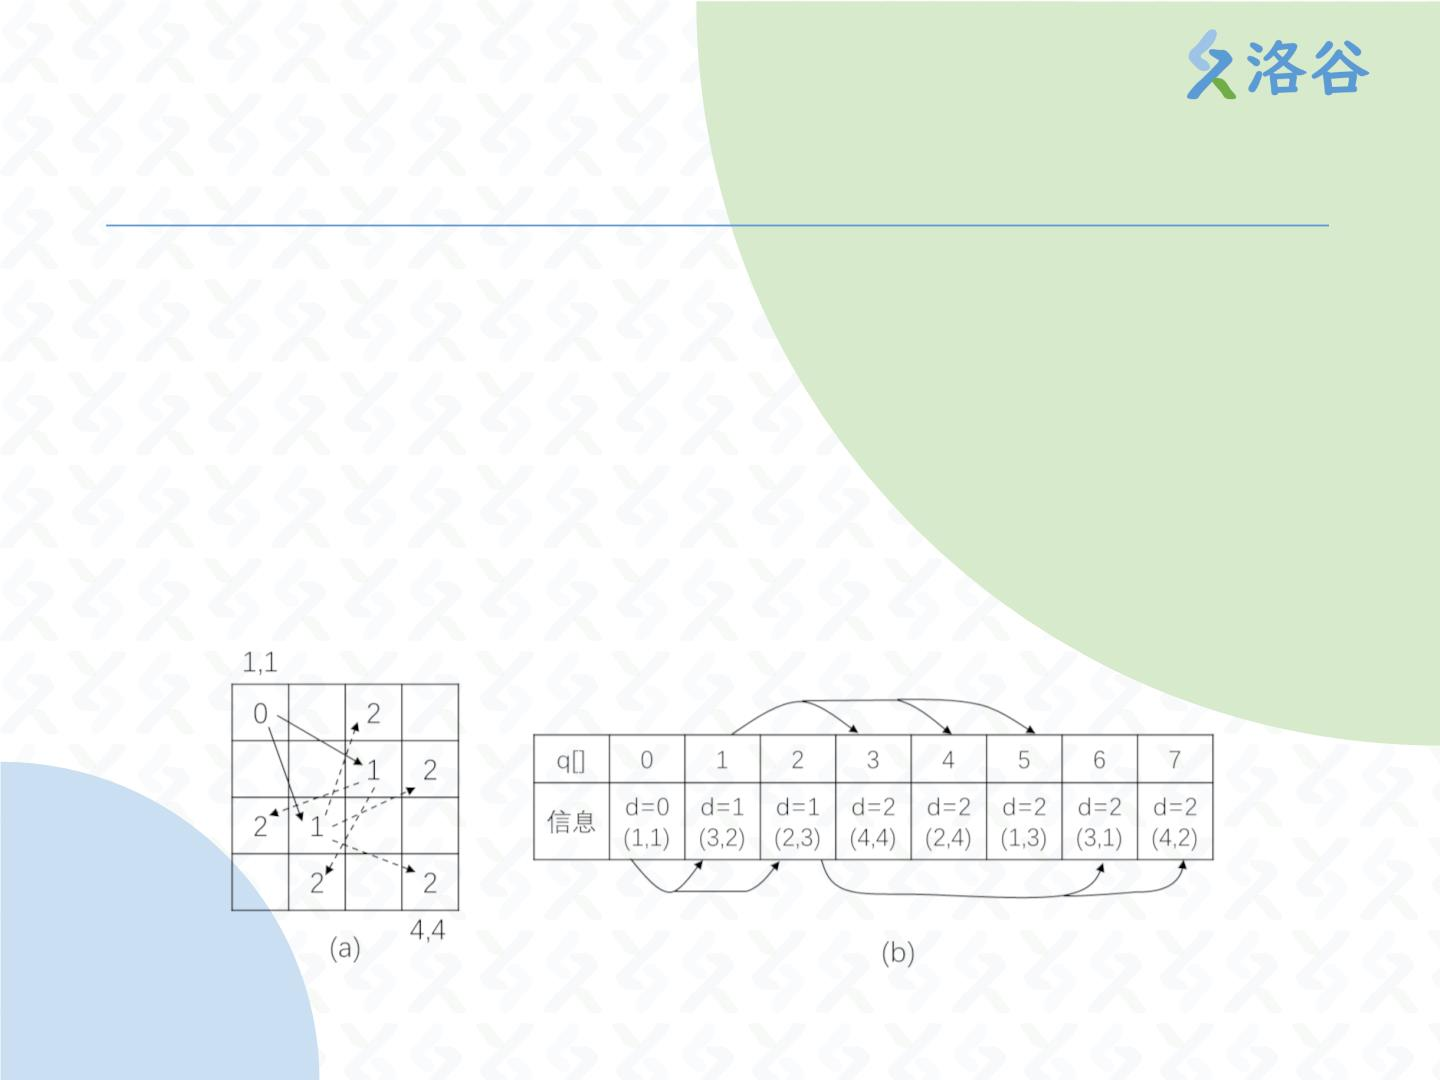 洛谷
1,1
0 2
1 2
2 1
2 2
4,4
(a)
q[] 0 1 2 3 4 5 6 7
信息 d=0 d=1 d=1 d=2 d=2 d=2 d=2 d=2
(1,1) (3,2) (2,3) (4,4) (2,4) (1,3) (3,1) (4,2)
(b)